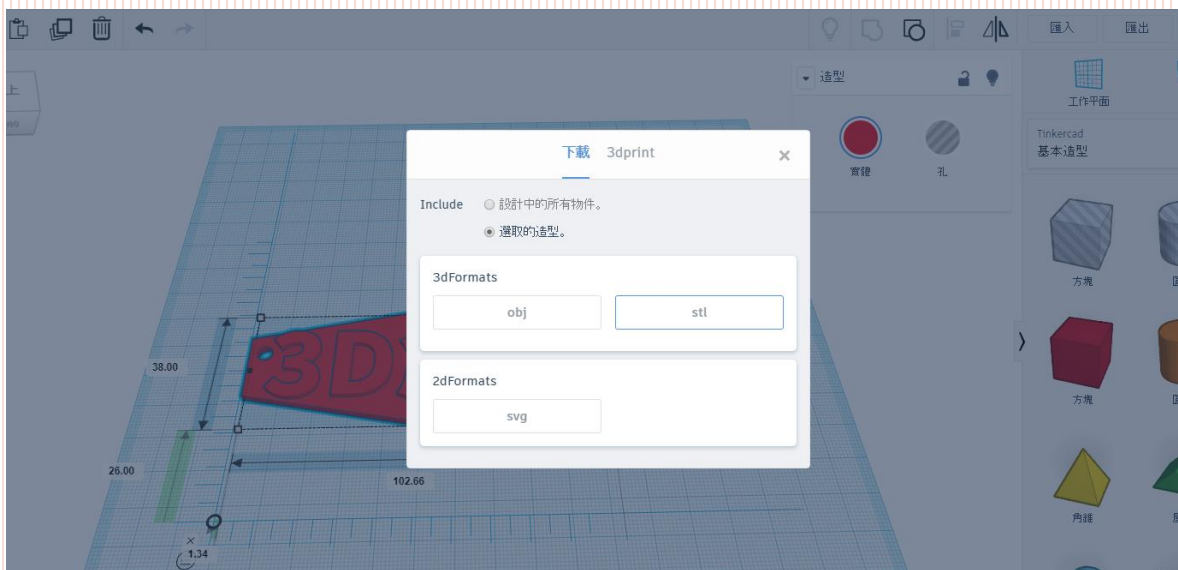 匯入 匯出
上
造型
工作平面
Tinkercad
基本造型
實體 孔
下載 3dprint ×
Include 設計中的所有物件。
選取的造型。
3dFormats
obj stl
2dFormats
svg
3D
38.00
26.00
102.66
1.34
方塊
方塊
角錐